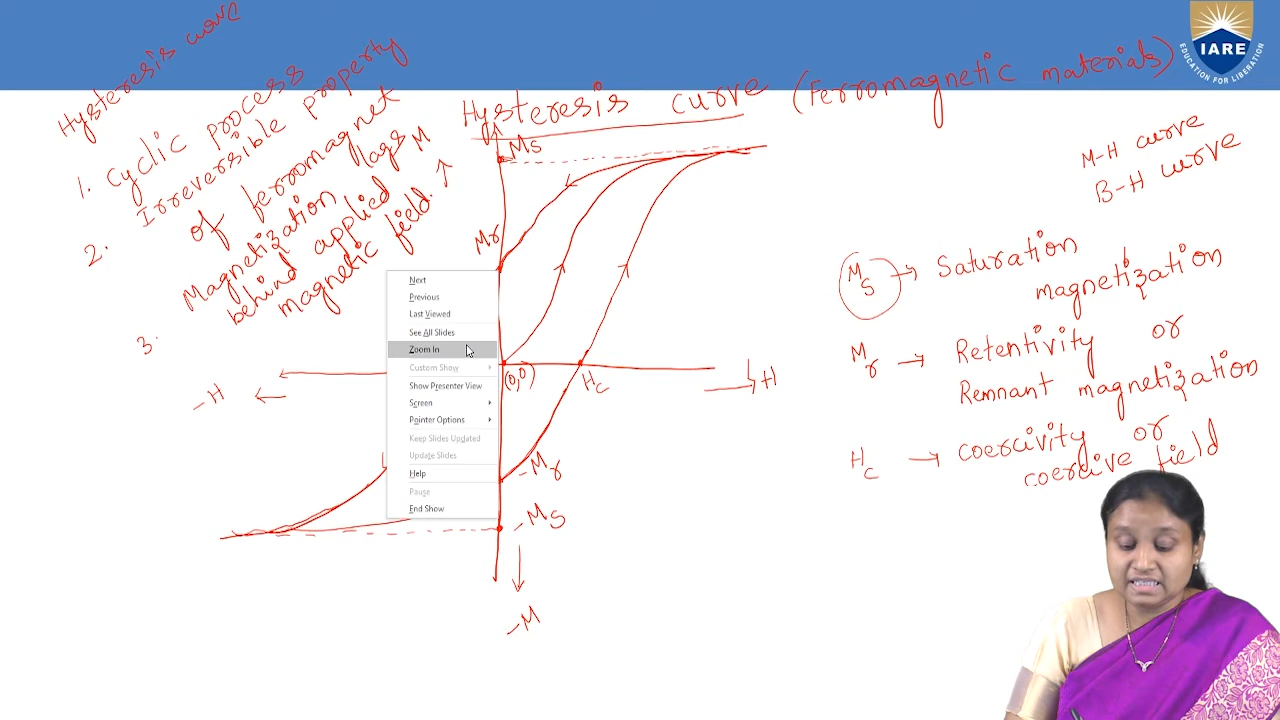 Hysteresis curve
1. Cyclic process
Irreversible property
2. of ferromagnet
Magnetization lags M
behind applied
magnetic field. ↑
3.
Hysteresis curve (Ferromagnetic materials)
IARE
EDUCATION FOR LIBERATION
M-H curve
B-H curve
Ms
Mr
Ms → Saturation
magnetization
Mr → Retentivity or
Remnant magnetization
Hc → coercivity or
coercive field
Next
Previous
Last Viewed
See All Slides
Zoom In
Custom Show
Show Presenter View
Screen
Pointer Options
Keep Slides Updated
Update Slides
Help
Pause
End Show
-H
(0,0)
Hc
H
-Mr
-Ms
-M